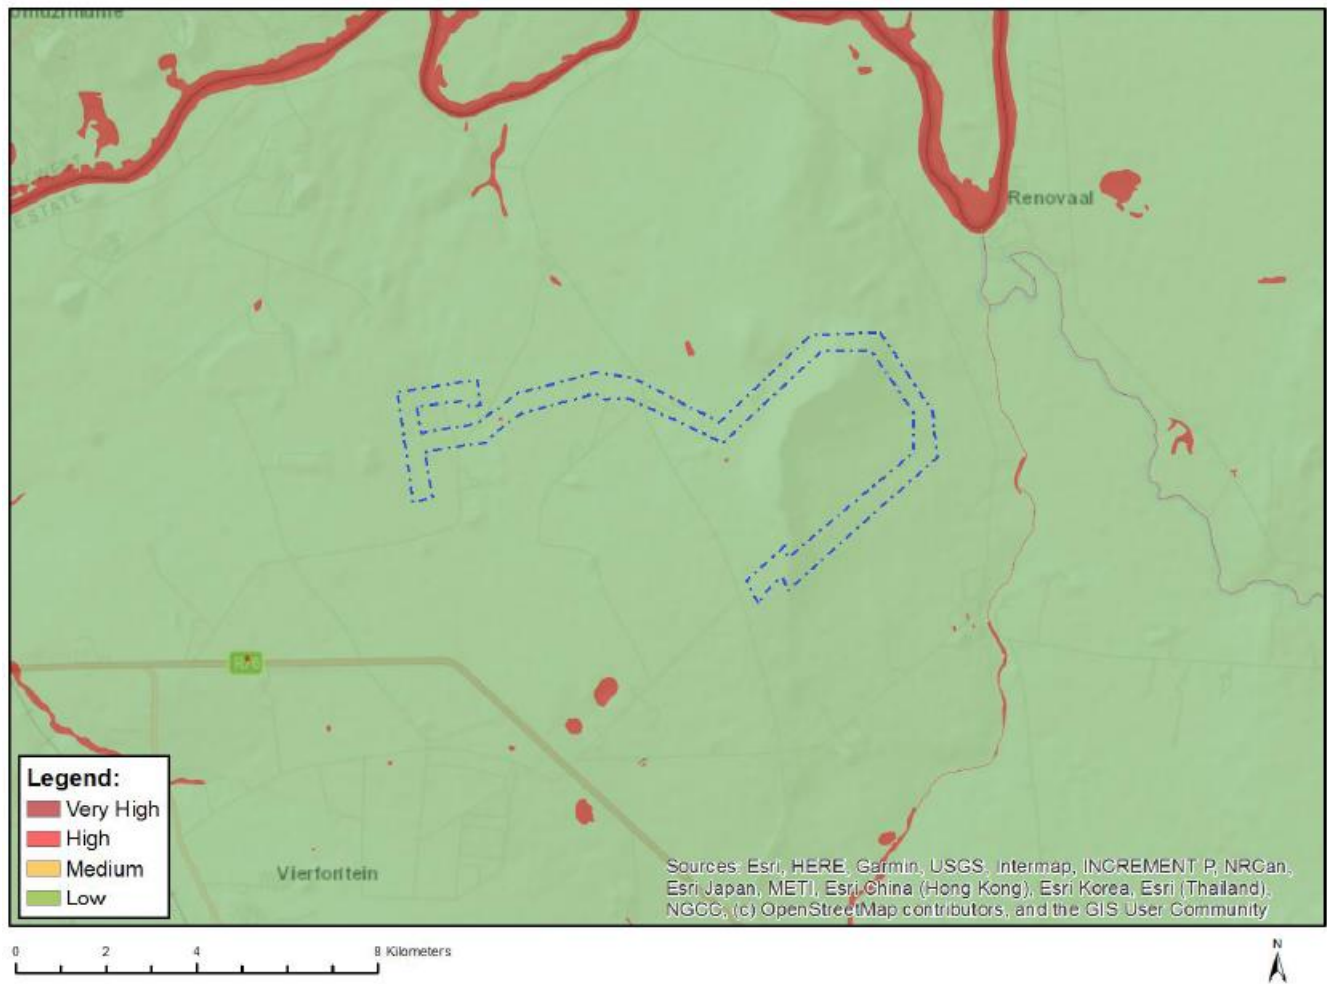 ESTATE
Renovaal
R76
Vierfontein
Legend:
Very High
High
Medium
Low
Sources: Esri, HERE, Garmin, USGS, Intermap, INCREMENT P, NRCan,
Esri Japan, METI, Esri China (Hong Kong), Esri Korea, Esri (Thailand),
NGCC, (c) OpenStreetMap contributors, and the GIS User Community
0 2 4 8 Kilometers
N